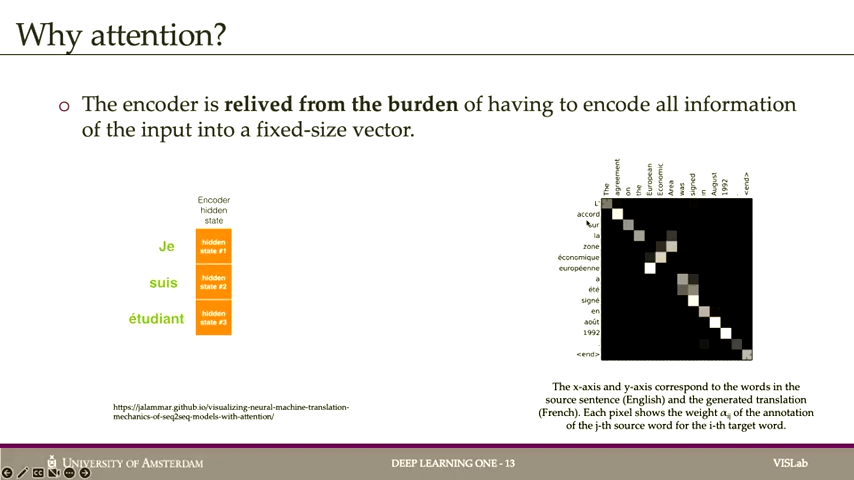 Why attention?
The encoder is relived from the burden of having to encode all information
of the input into a fixed-size vector.
Encoder
hidden
state
Je
hidden
state #1
suis
hidden
state #2
étudiant
hidden
state #3
https://jalammar.github.io/visualizing-neural-machine-translation-
mechanics-of-seq2seq-models-with-attention/
The
agreement
on
the
European
Economic
Area
was
signed
in
August
1992
.
<end>
L'
accord
sur
la
zone
économique
européenne
a
été
signé
en
août
1992
.
<end>
The x-axis and y-axis correspond to the words in the
source sentence (English) and the generated translation
(French). Each pixel shows the weight αij of the annotation
of the j-th source word for the i-th target word.
UNIVERSITY OF AMSTERDAM
DEEP LEARNING ONE - 13
VISLab